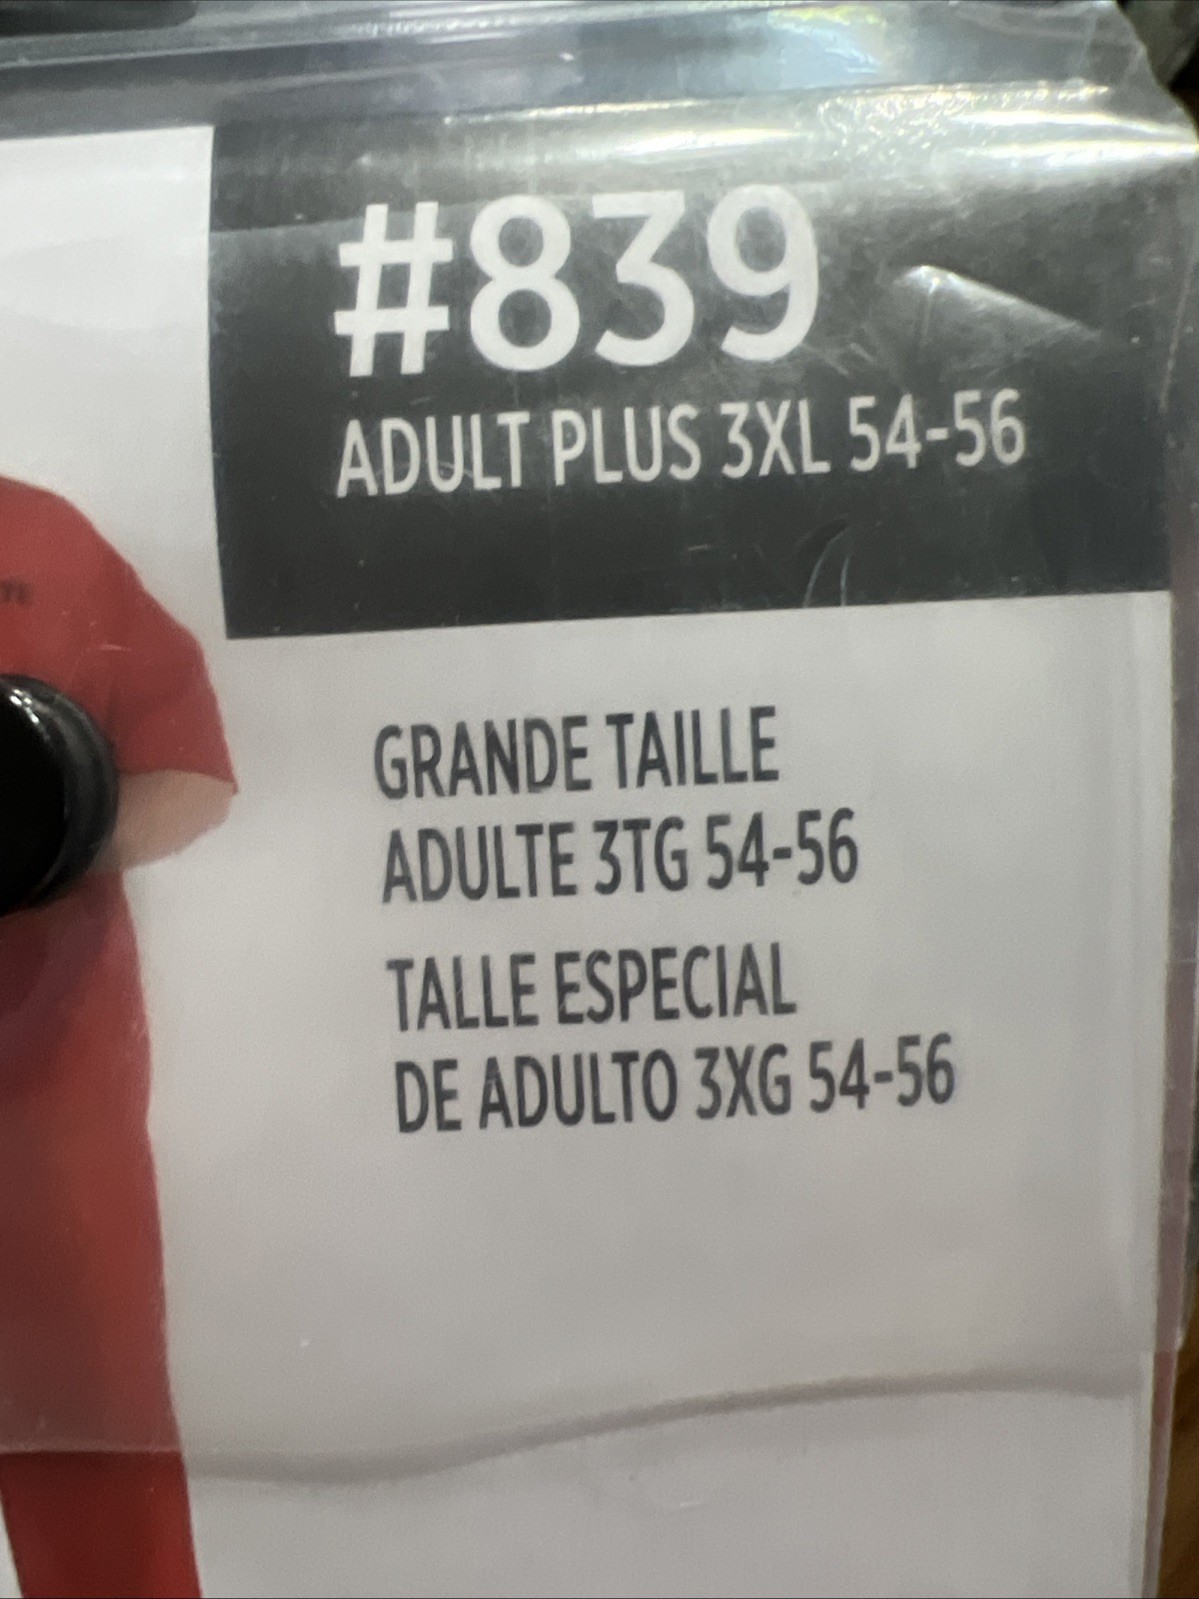 #839
ADULT PLUS 3XL 54-56
GRANDE TAILLE
ADULTE 3TG 54-56
TALLE ESPECIAL
DE ADULTO 3XG 54-56